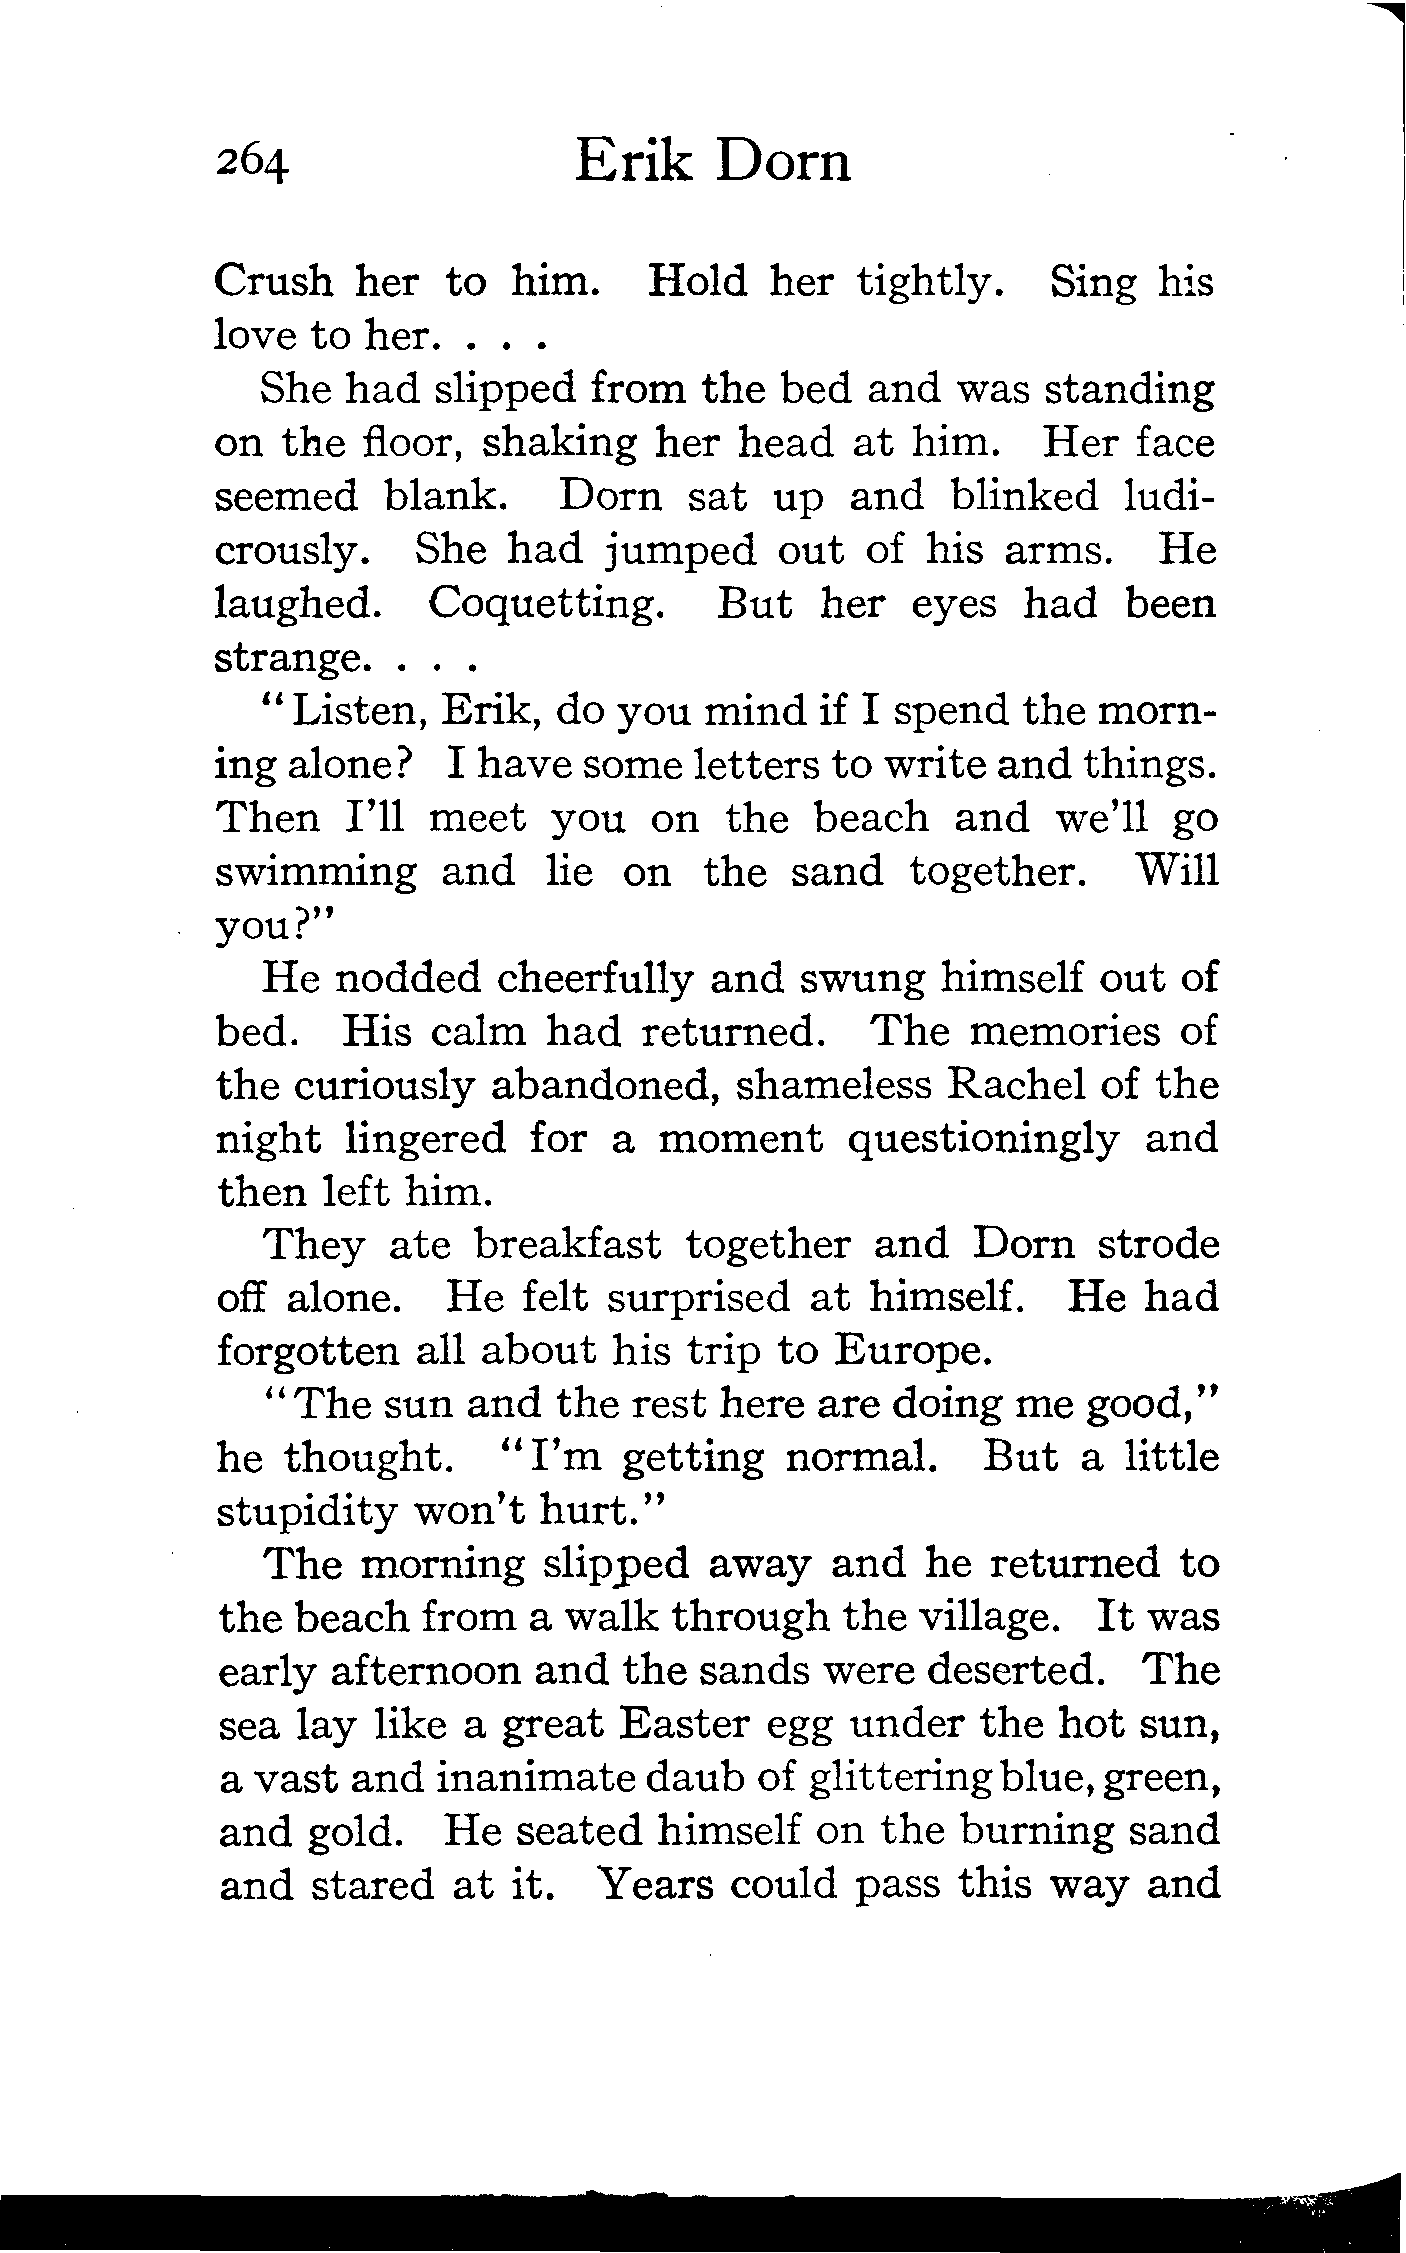 264 Erik Dorn
Crush her to him. Hold her tightly. Sing his
love to her. . . .
She had slipped from the bed and was standing
on the floor, shaking her head at him. Her face
seemed blank. Dorn sat up and blinked ludi-
crously. She had jumped out of his arms. He
laughed. Coquetting. But her eyes had been
strange. . . .
"Listen, Erik, do you mind if I spend the morn-
ing alone? I have some letters to write and things.
Then I'll meet you on the beach and we'll go
swimming and lie on the sand together. Will
you?"
He nodded cheerfully and swung himself out of
bed. His calm had returned. The memories of
the curiously abandoned, shameless Rachel of the
night lingered for a moment questioningly and
then left him.
They ate breakfast together and Dorn strode
off alone. He felt surprised at himself. He had
forgotten all about his trip to Europe.
"The sun and the rest here are doing me good,"
he thought. "I'm getting normal. But a little
stupidity won't hurt."
The morning slipped away and he returned to
the beach from a walk through the village. It was
early afternoon and the sands were deserted. The
sea lay like a great Easter egg under the hot sun,
a vast and inanimate daub of glittering blue, green,
and gold. He seated himself on the burning sand
and stared at it. Years could pass this way and